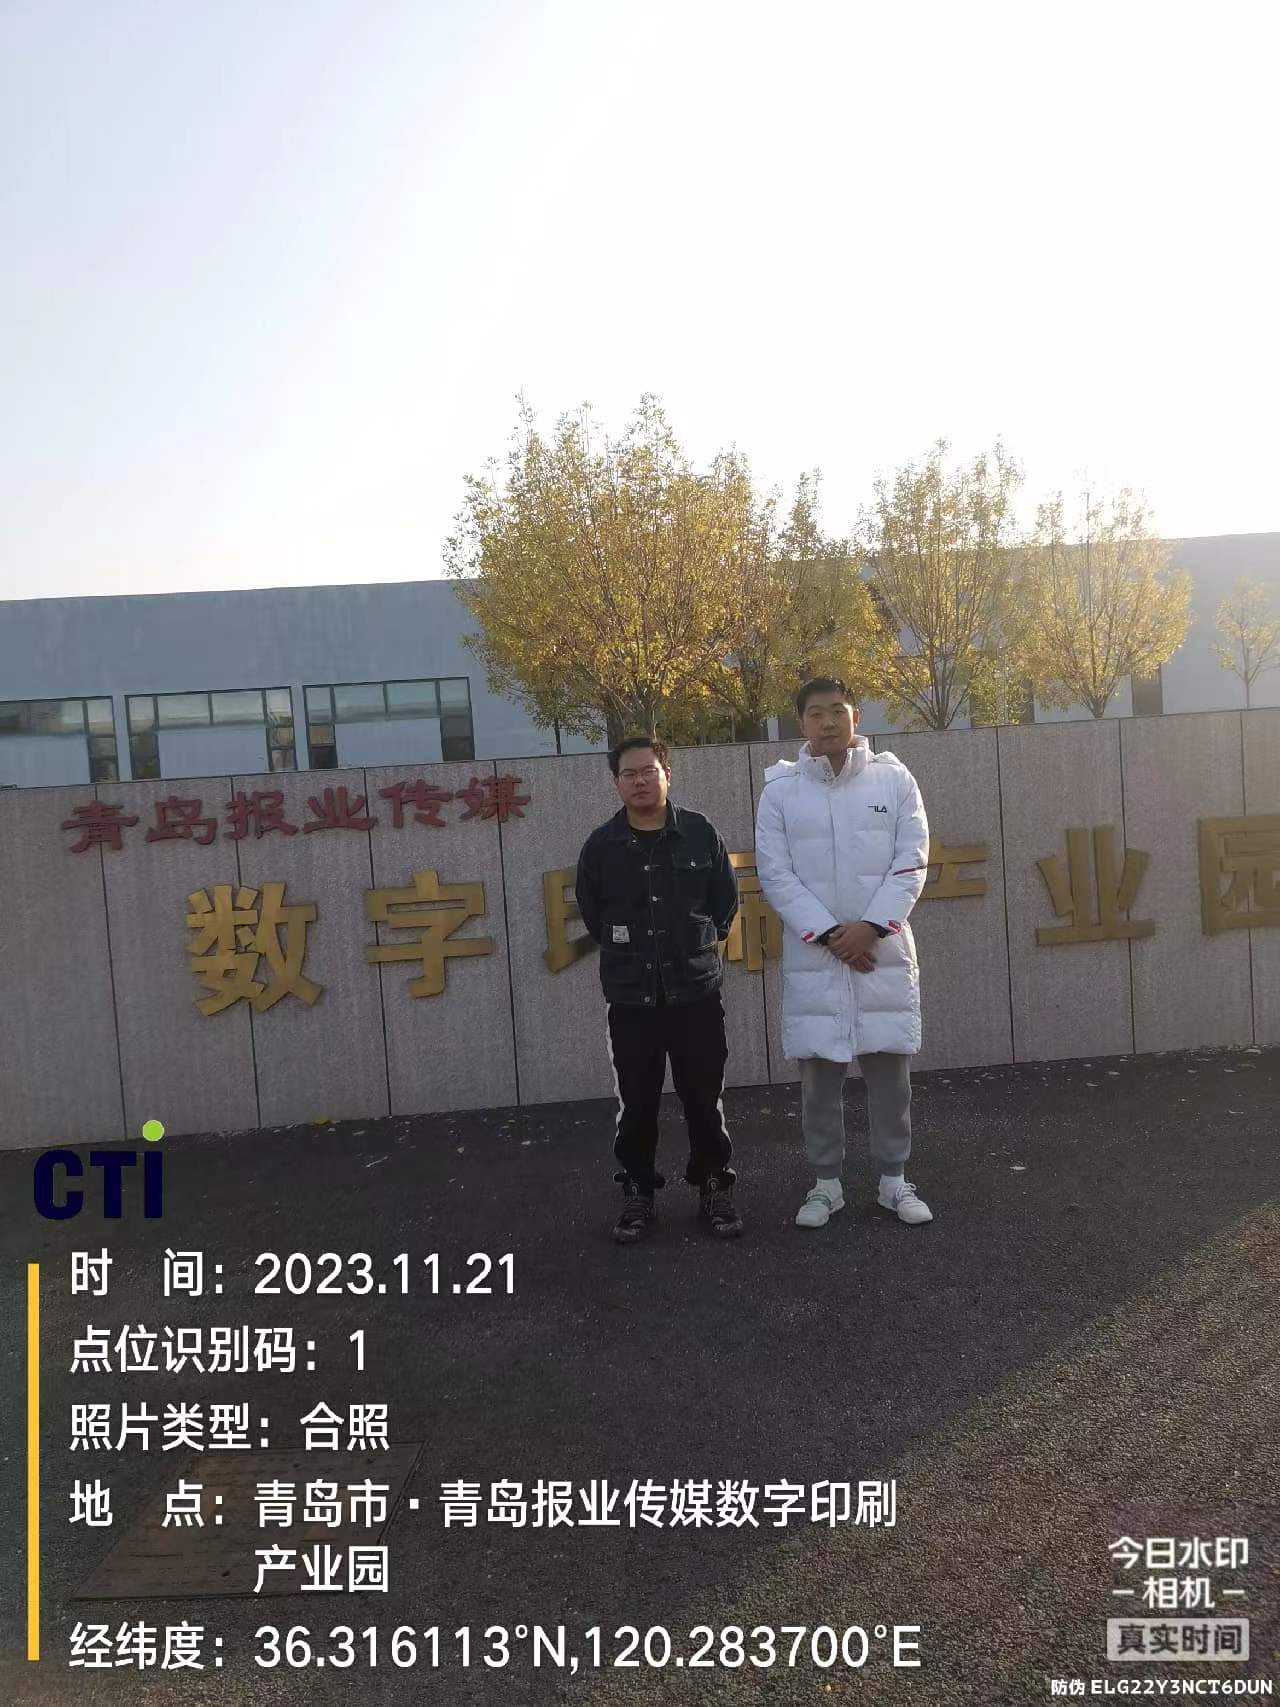 青岛报业传媒
数字印刷产业园
FILA
CTI
时 间：2023.11.21
点位识别码：1
照片类型：合照
地 点：青岛市·青岛报业传媒数字印刷
产业园
经纬度：36.316113°N,120.283700°E
今日水印
相机
真实时间
防伪 ELG22Y3NCT6DUN